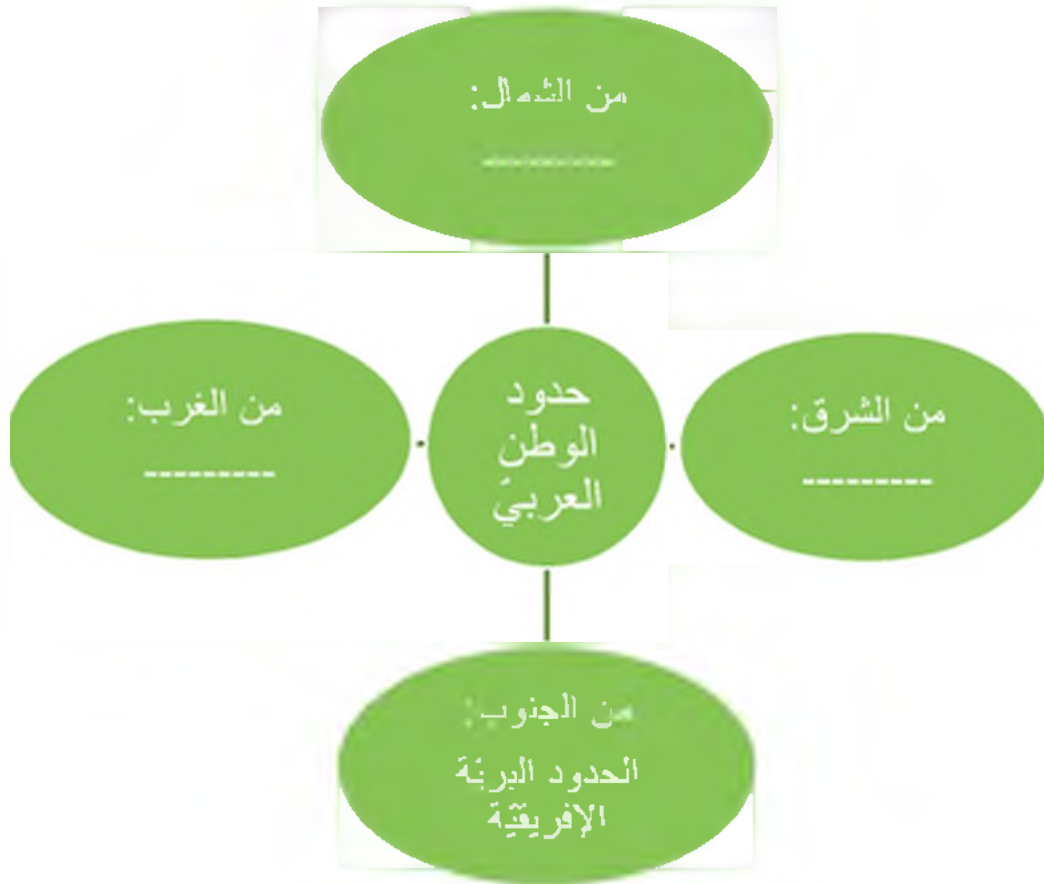 من الشمال:
---------
حدود
الوطن
العربيّ
من الشرق:
---------
من الغرب:
---------
من الجنوب:
الحدود البريّة
الإفريقيّة